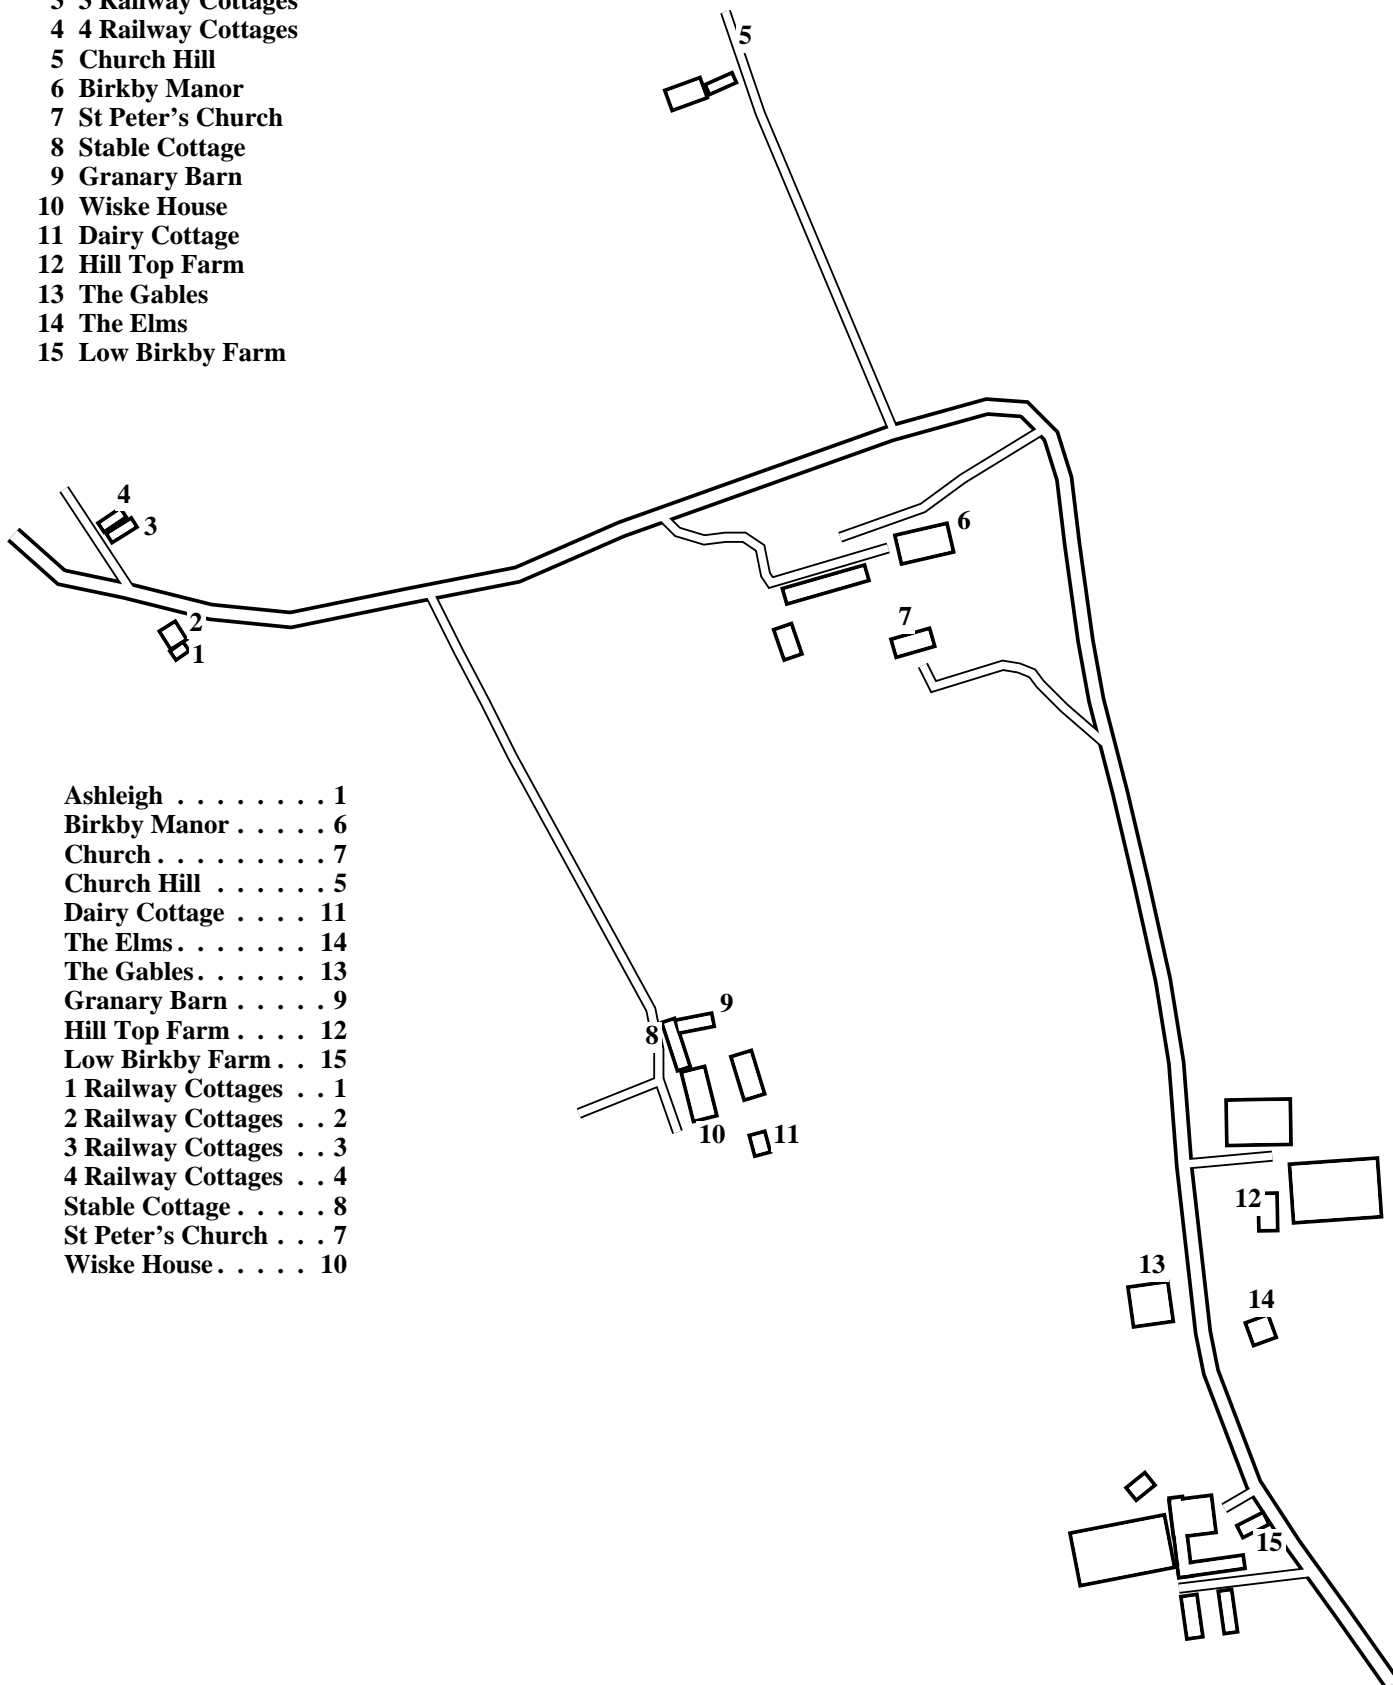 3 3 Railway Cottages
4 4 Railway Cottages
5 Church Hill
6 Birkby Manor
7 St Peter’s Church
8 Stable Cottage
9 Granary Barn
10 Wiske House
11 Dairy Cottage
12 Hill Top Farm
13 The Gables
14 The Elms
15 Low Birkby Farm
5
4
3
6
2
7
1
Ashleigh . . . . . . . . 1
Birkby Manor . . . . . 6
Church . . . . . . . . . 7
Church Hill . . . . . . 5
Dairy Cottage . . . . 11
The Elms . . . . . . . 14
The Gables . . . . . . 13
Granary Barn . . . . . 9
Hill Top Farm . . . . 12
Low Birkby Farm . . 15
1 Railway Cottages . . 1
2 Railway Cottages . . 2
3 Railway Cottages . . 3
4 Railway Cottages . . 4
Stable Cottage . . . . . 8
St Peter’s Church . . . 7
Wiske House . . . . . 10
9
8
10
11
12
13
14
15